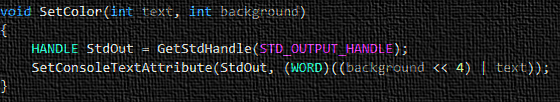 void SetColor(int text, int background)
{
HANDLE StdOut = GetStdHandle(STD_OUTPUT_HANDLE);
SetConsoleTextAttribute(StdOut, (WORD)((background << 4) | text));
}